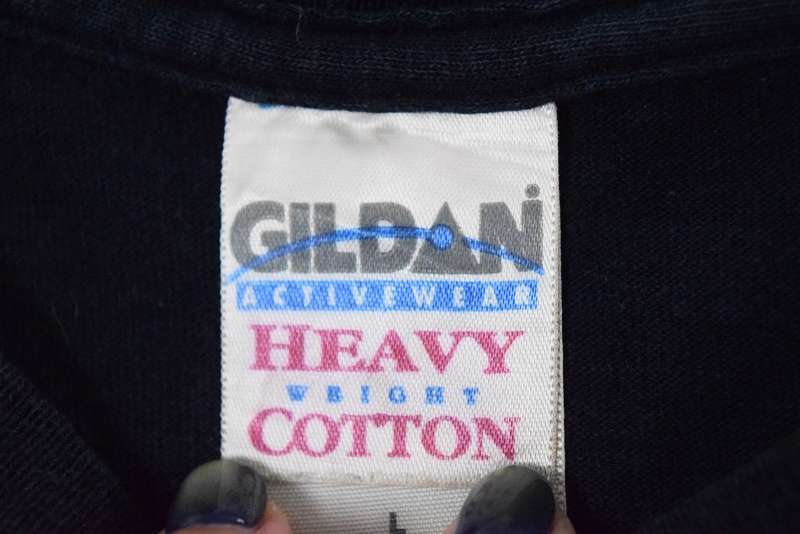 GILDAN
ACTIVEWEAR
HEAVY
WEIGHT
COTTON
L